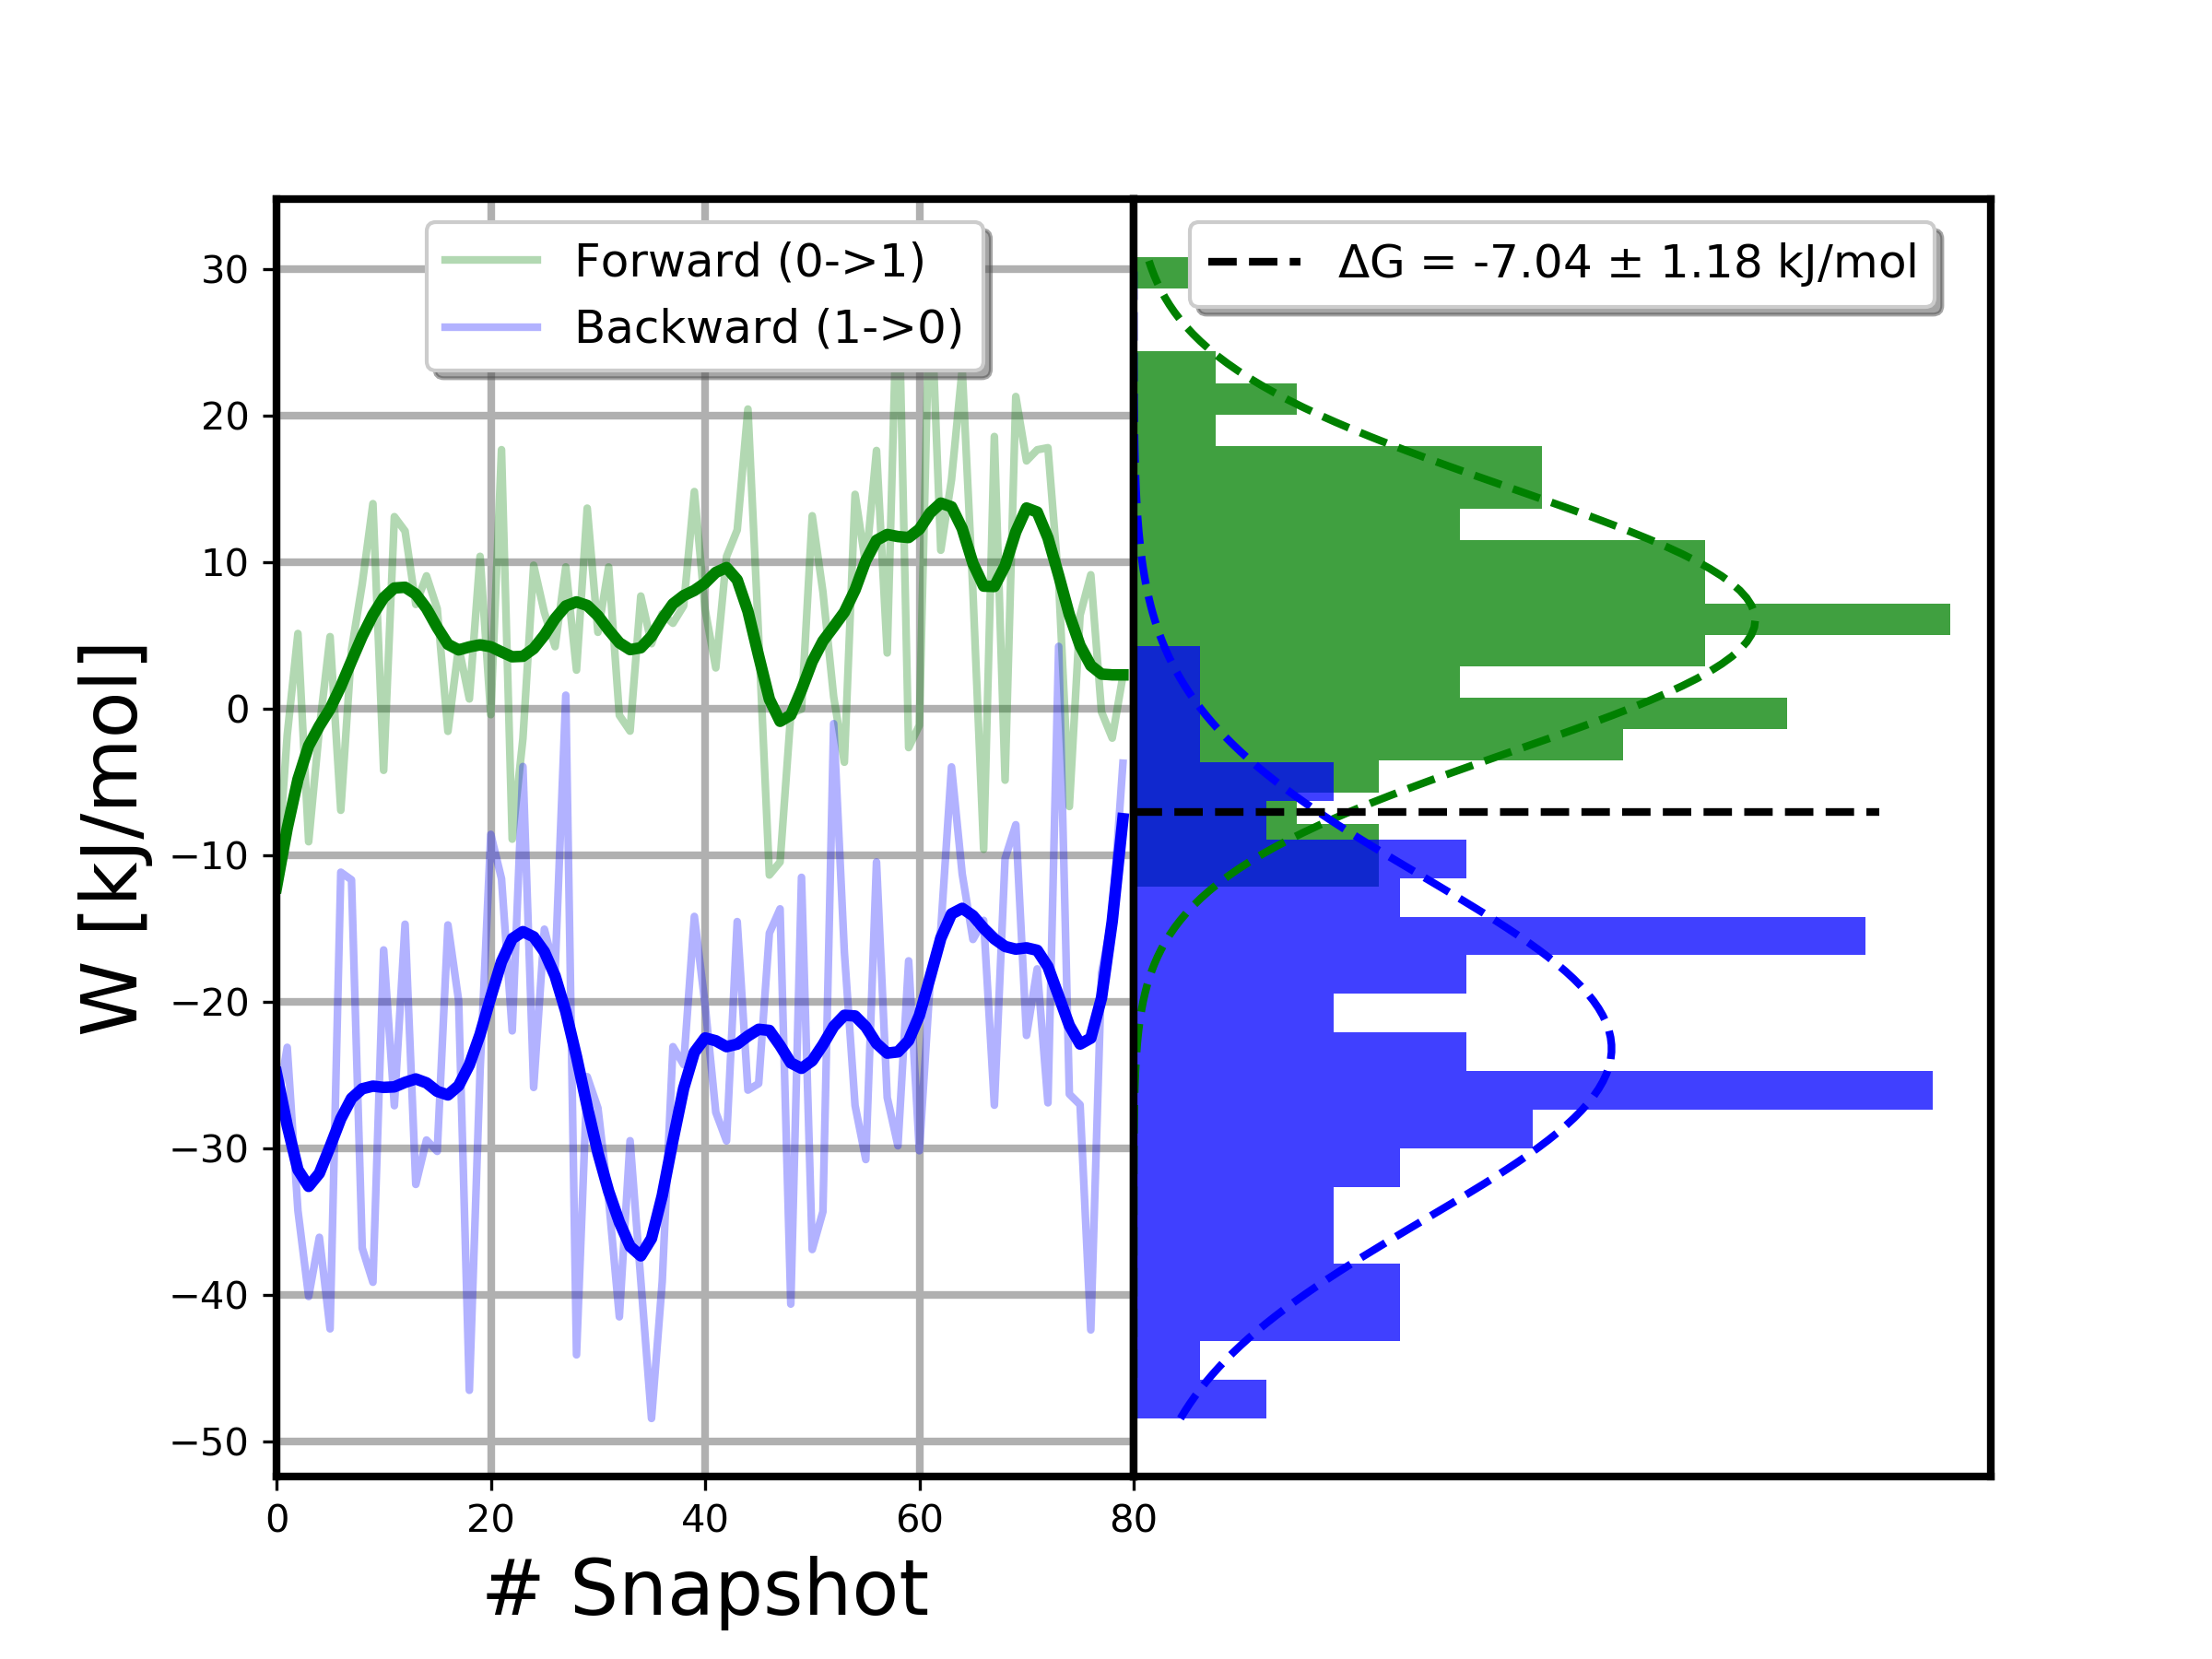 Forward (0->1)
Backward (1->0)
ΔG = -7.04 ± 1.18 kJ/mol
W [kJ/mol]
30
20
10
0
−10
−20
−30
−40
−50
0 20 40 60 80
# Snapshot